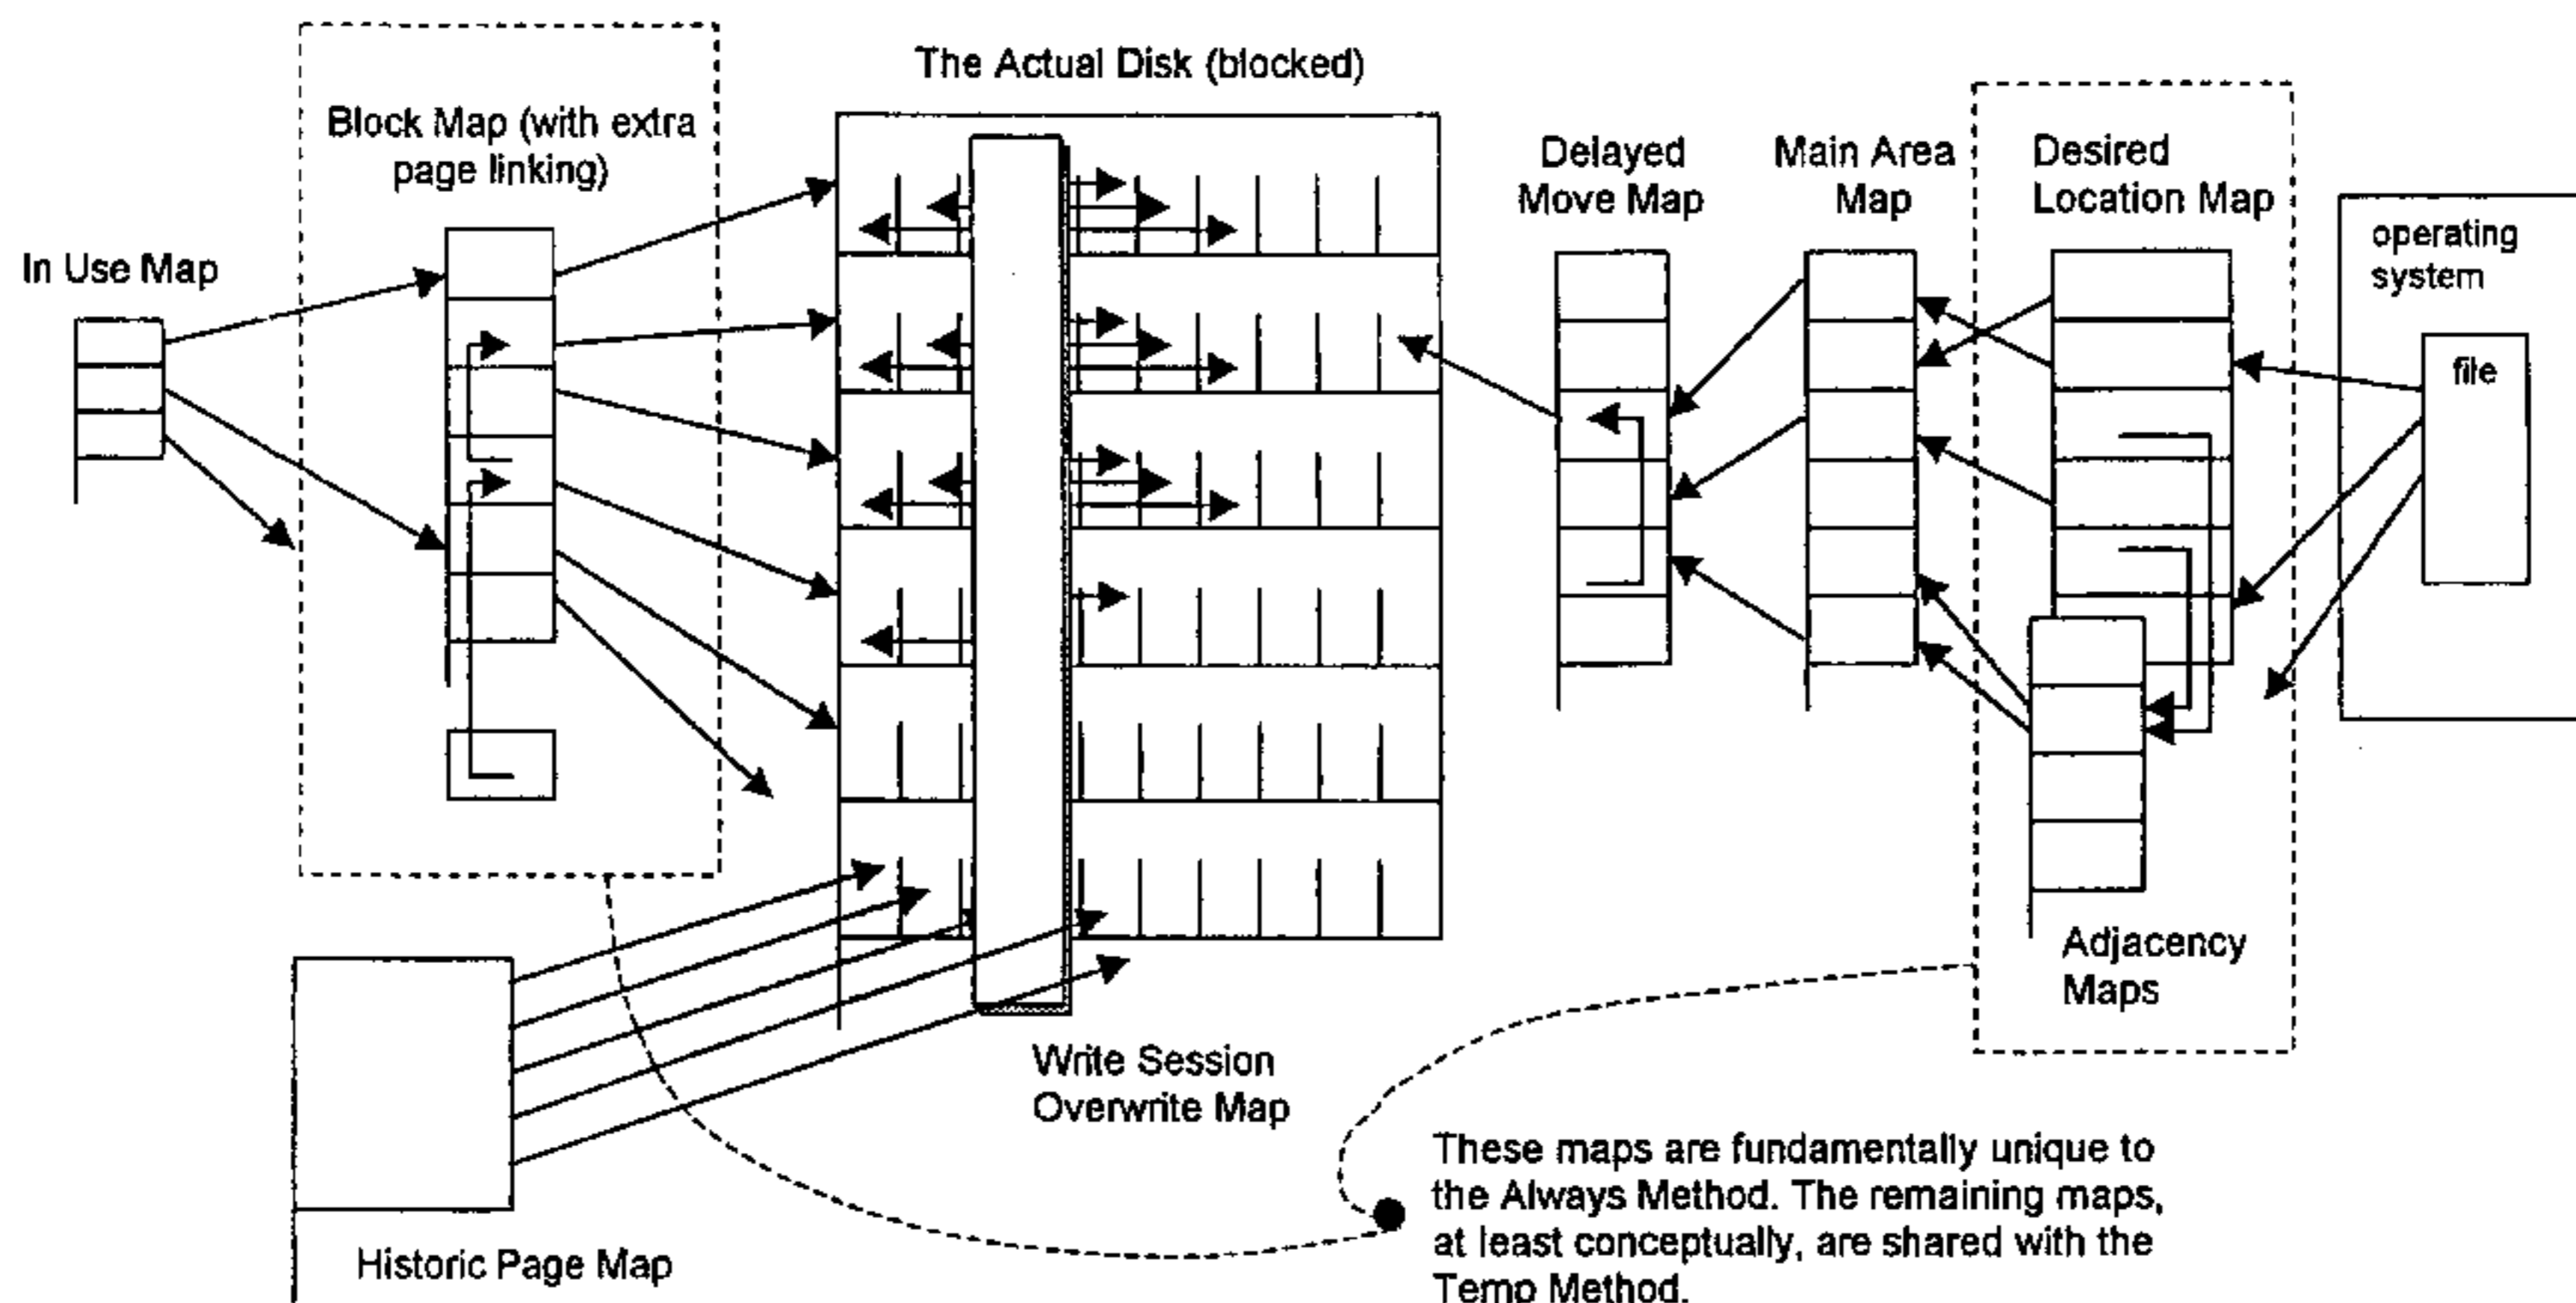 The Actual Disk (blocked)
Block Map (with extra
page linking)
In Use Map
Delayed
Move Map
Main Area
Map
Desired
Location Map
operating
system
file
Adjacency
Maps
Write Session
Overwrite Map
Historic Page Map
These maps are fundamentally unique to
the Always Method. The remaining maps,
at least conceptually, are shared with the
Temp Method.